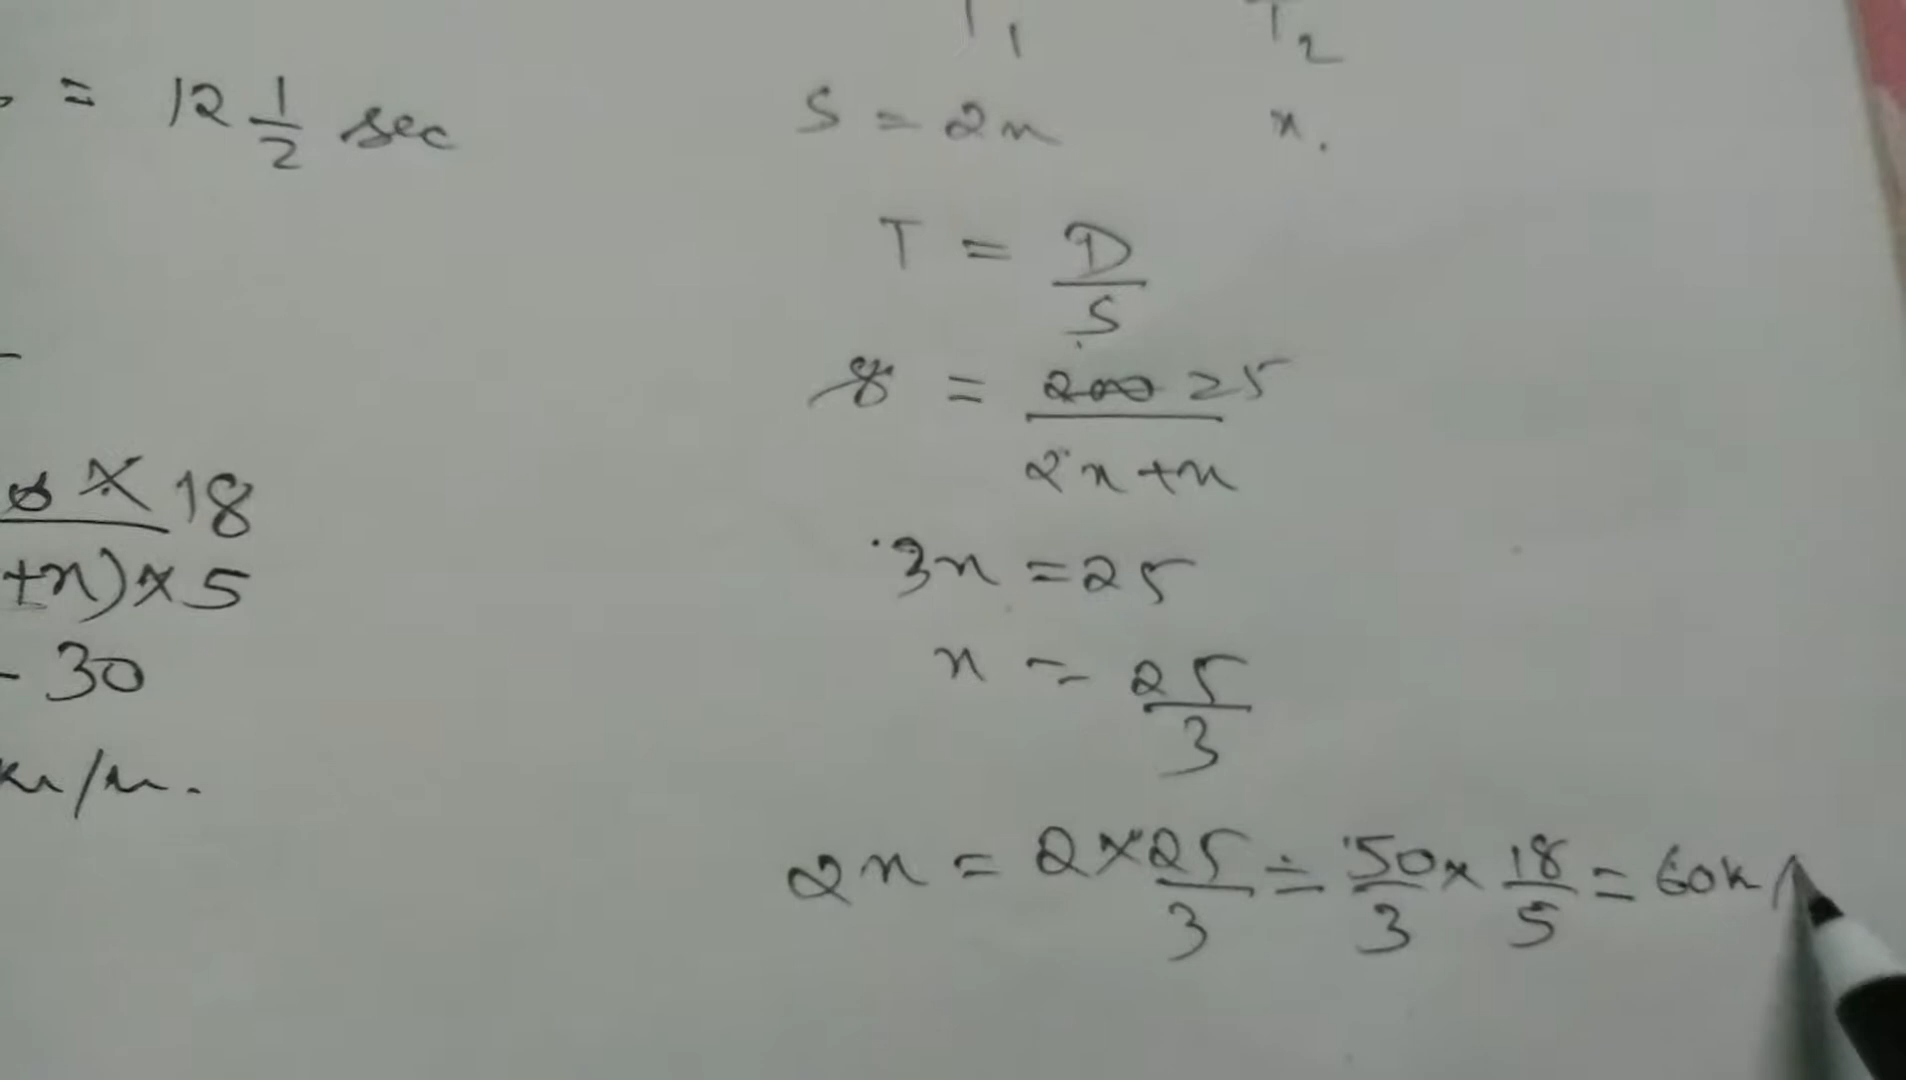 = 12 1/2 sec
× 18
+x) × 5
- 30
T1 T2
S = 2x x.
T = D/S
8 = 200 25 / 2x + x
3x = 25
x = 25/3
2x = 2 × 25/3 = 50/3 × 18/5 = 60k/